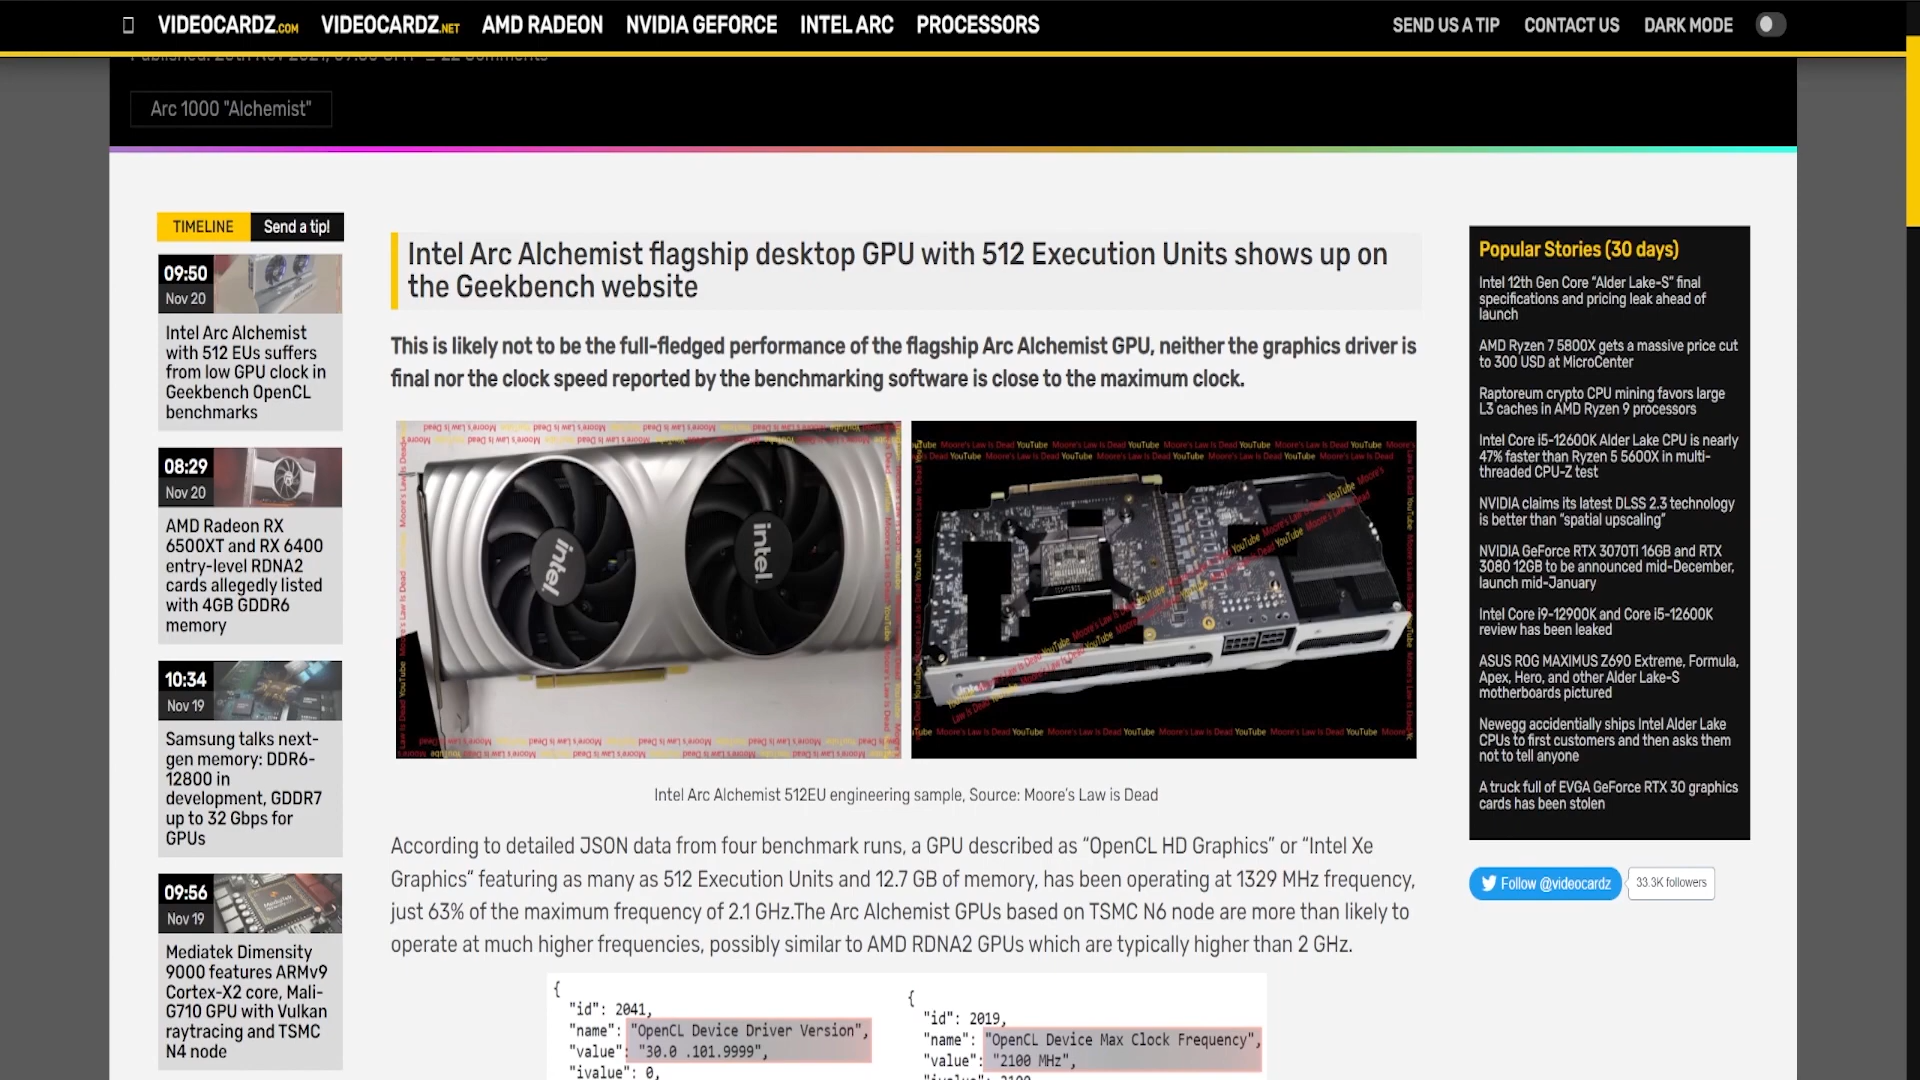 VIDEOCARDZ.COM VIDEOCARDZ.NET AMD RADEON NVIDIA GEFORCE INTEL ARC PROCESSORS SEND US A TIP CONTACT US DARK MODE
Arc 1000 "Alchemist"
TIMELINE Send a tip!
09:50
Nov 20
Intel Arc Alchemist
with 512 EUs suffers
from low GPU clock in
Geekbench OpenCL
benchmarks
08:29
Nov 20
AMD Radeon RX
6500XT and RX 6400
entry-level RDNA2
cards allegedly listed
with 4GB GDDR6
memory
10:34
Nov 19
Samsung talks next-
gen memory: DDR6-
12800 in
development, GDDR7
up to 32 Gbps for
GPUs
09:56
Nov 19
Mediatek Dimensity
9000 features ARMv9
Cortex-X2 core, Mali-
G710 GPU with Vulkan
raytracing and TSMC
N4 node
Intel Arc Alchemist flagship desktop GPU with 512 Execution Units shows up on
the Geekbench website
This is likely not to be the full-fledged performance of the flagship Arc Alchemist GPU, neither the graphics driver is
final nor the clock speed reported by the benchmarking software is close to the maximum clock.
intel
intel
Intel Arc Alchemist 512EU engineering sample, Source: Moore's Law is Dead
According to detailed JSON data from four benchmark runs, a GPU described as “OpenCL HD Graphics” or “Intel Xe
Graphics“ featuring as many as 512 Execution Units and 12.7 GB of memory, has been operating at 1329 MHz frequency,
just 63% of the maximum frequency of 2.1 GHz.The Arc Alchemist GPUs based on TSMC N6 node are more than likely to
operate at much higher frequencies, possibly similar to AMD RDNA2 GPUs which are typically higher than 2 GHz.
{
"id": 2041,
"name": "OpenCL Device Driver Version",
"value": "30.0 .101.9999",
"ivalue": 0,
{
"id": 2019,
"name": "OpenCL Device Max Clock Frequency",
"value": "2100 MHz",
Popular Stories (30 days)
Intel 12th Gen Core “Alder Lake-S” final
specifications and pricing leak ahead of
launch
AMD Ryzen 7 5800X gets a massive price cut
to 300 USD at MicroCenter
Raptoreum crypto CPU mining favors large
L3 caches in AMD Ryzen 9 processors
Intel Core i5-12600K Alder Lake CPU is nearly
47% faster than Ryzen 5 5600X in multi-
threaded CPU-Z test
NVIDIA claims its latest DLSS 2.3 technology
is better than “spatial upscaling”
NVIDIA GeForce RTX 3070Ti 16GB and RTX
3080 12GB to be announced mid-December,
launch mid-January
Intel Core i9-12900K and Core i5-12600K
review has been leaked
ASUS ROG MAXIMUS Z690 Extreme, Formula,
Apex, Hero, and other Alder Lake-S
motherboards pictured
Newegg accidentially ships Intel Alder Lake
CPUs to first customers and then asks them
not to tell anyone
A truck full of EVGA GeForce RTX 30 graphics
cards has been stolen
Follow @videocardz 33.3K followers